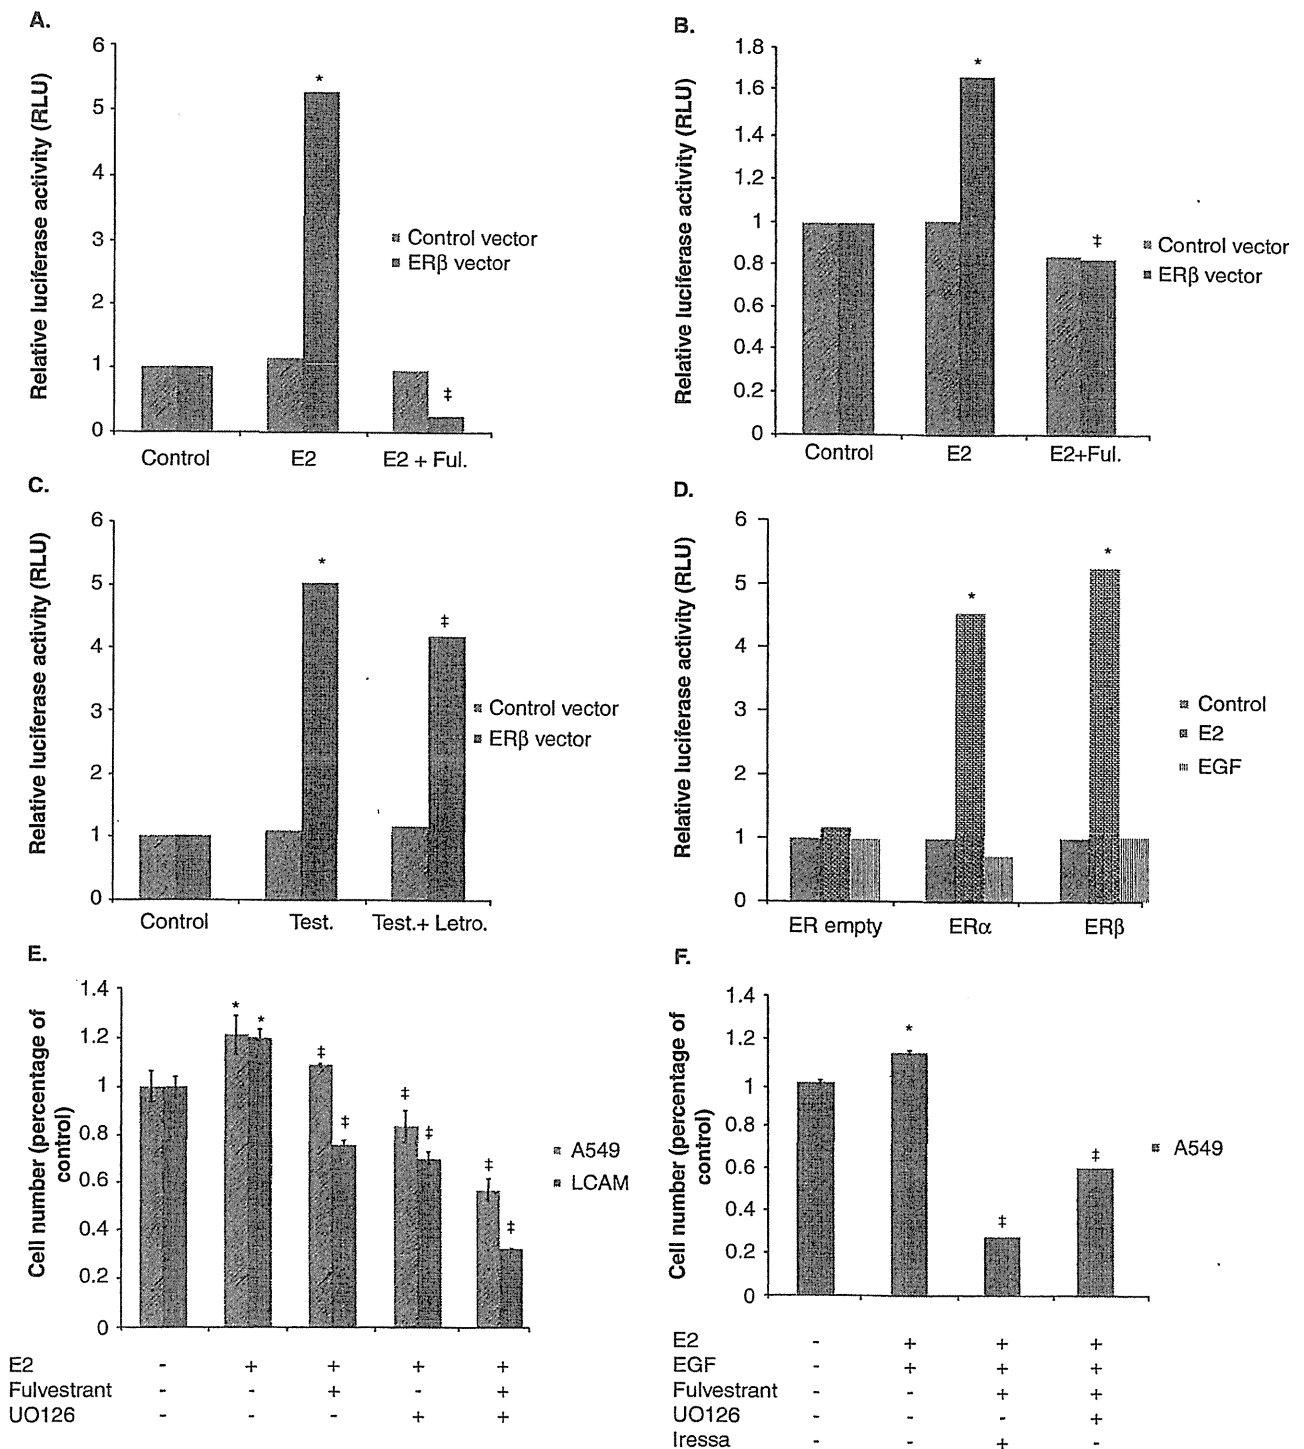 A.
Relative luciferase activity (RLU)
6
5
4
3
2
1
0
*
‡
Control
E2
E2 + Ful.
Control vector
ERβ vector
B.
Relative luciferase activity (RLU)
1.8
1.6
1.4
1.2
1
0.8
0.6
0.4
0.2
0
*
‡
Control
E2
E2+Ful.
Control vector
ERβ vector
C.
Relative luciferase activity (RLU)
6
5
4
3
2
1
0
*
‡
Control
Test.
Test.+ Letro.
Control vector
ERβ vector
D.
Relative luciferase activity (RLU)
6
5
4
3
2
1
0
*
*
ER empty
ERα
ERβ
Control
E2
EGF
E.
Cell number (percentage of
control)
1.4
1.2
1
0.8
0.6
0.4
0.2
0
* *
‡ ‡
‡ ‡
‡ ‡
A549
LCAM
E2 - + + + +
Fulvestrant - - + - +
UO126 - - - + +
F.
Cell number (percentage of
control)
1.4
1.2
1
0.8
0.6
0.4
0.2
0
*
‡
‡
A549
E2 - + + +
EGF - + + +
Fulvestrant - - + +
UO126 - - - +
Iressa - - + -